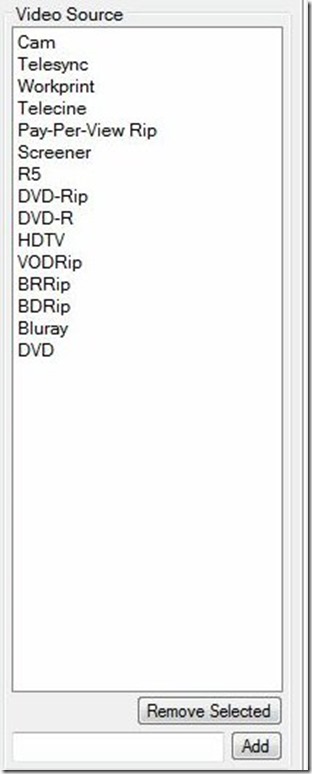 Video Source
Cam
Telesync
Workprint
Telecine
Pay-Per-View Rip
Screener
R5
DVD-Rip
DVD-R
HDTV
VODRip
BRRip
BDRip
Bluray
DVD
Remove Selected
Add